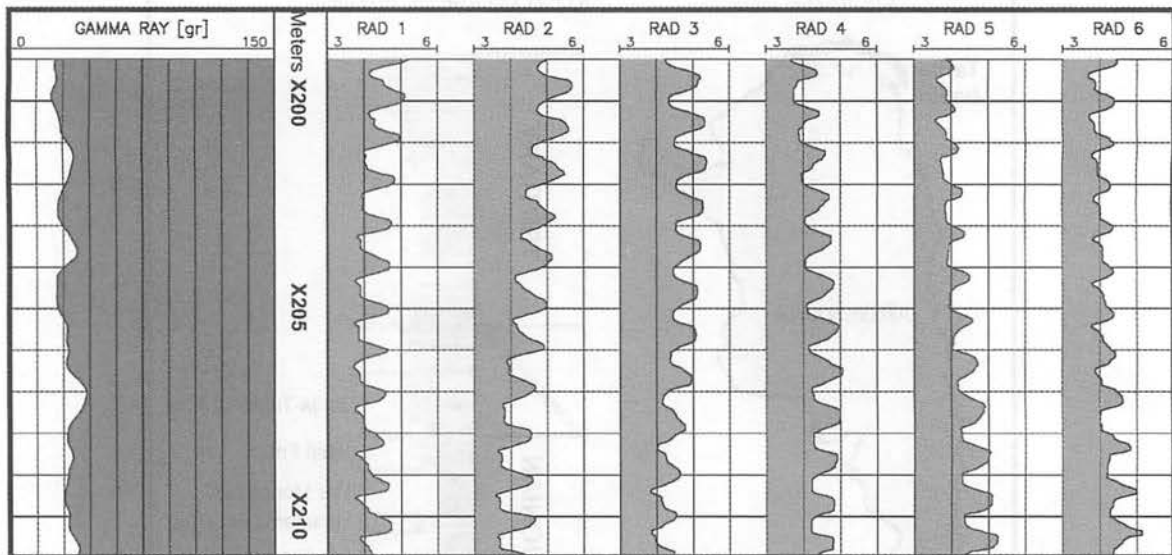 GAMMA RAY [gr]
0 150
Meters
RAD 1
3 6
RAD 2
3 6
RAD 3
3 6
RAD 4
3 6
RAD 5
3 6
RAD 6
3 6
X200
X205
X210